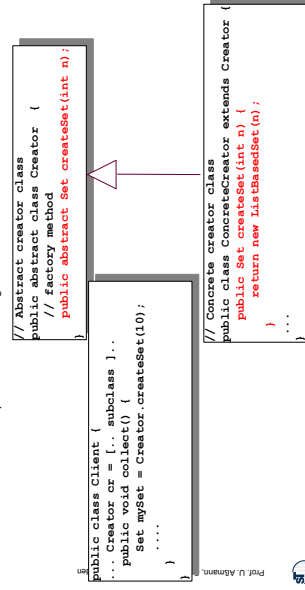 // Abstract creator class
public abstract class Creator {
// factory method
public abstract Set createSet(int n);
}
public class Client {
... Creator cr = [.. subclass ]..
public void collect() {
Set mySet = Creator.createSet(10);
....
}
}
// Concrete creator class
public class ConcreteCreator extends Creator {
public Set createSet(int n) {
return new ListBasedSet(n);
}
...
}
Prof. U. Aßmann,